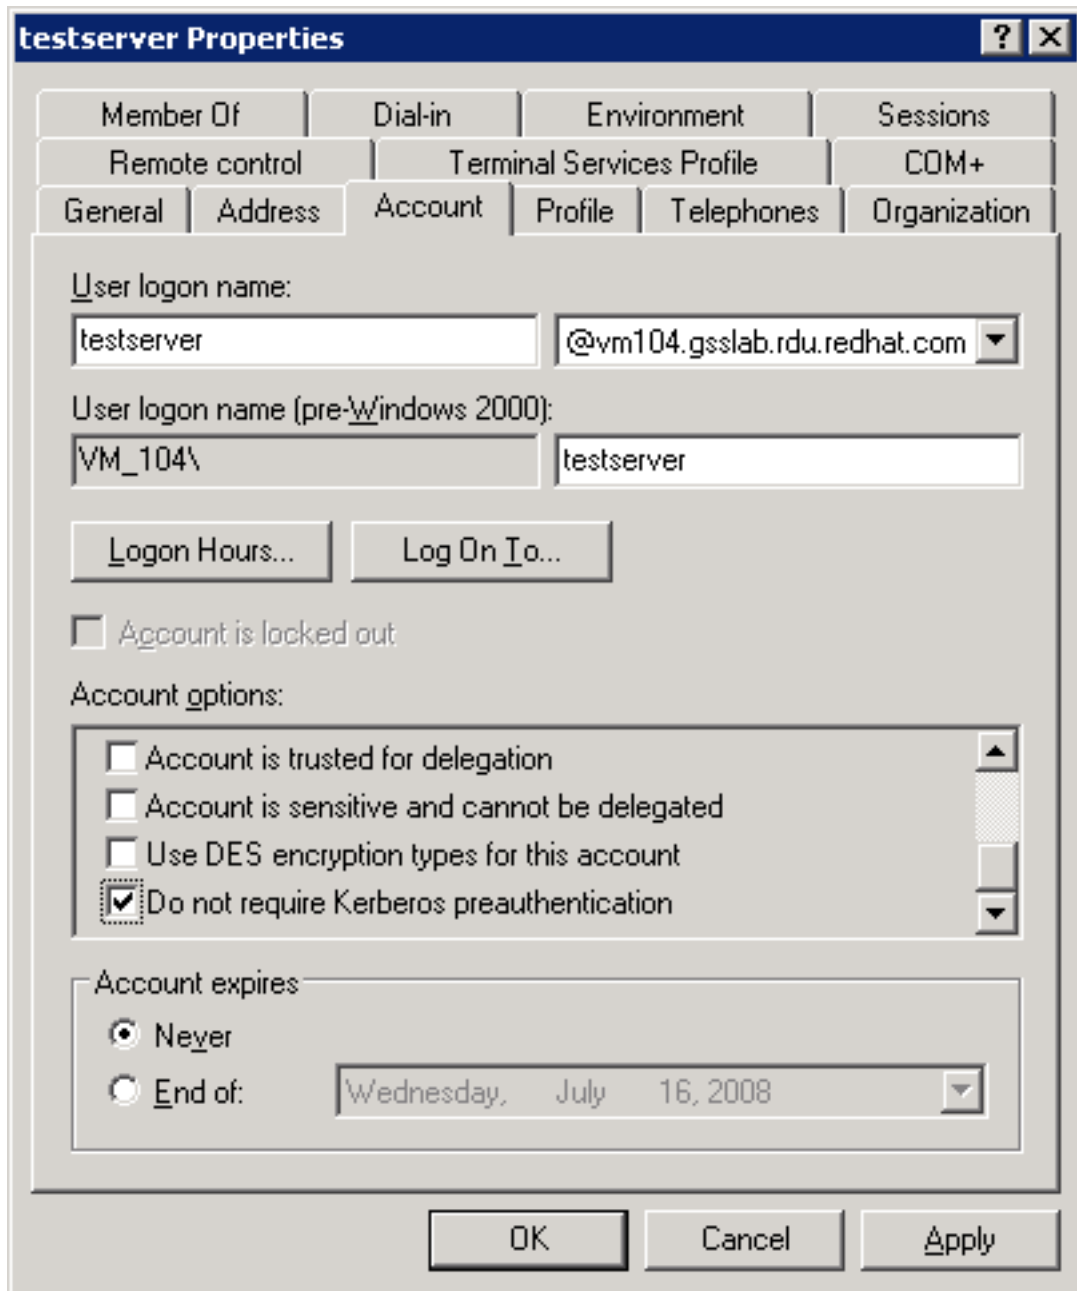 testserver Properties
Member Of Dial-in Environment Sessions
Remote control Terminal Services Profile COM+
General Address Account Profile Telephones Organization
User logon name:
testserver @vm104.gsslab.rdu.redhat.com
User logon name (pre-Windows 2000):
VM_104\ testserver
Logon Hours... Log On To...
Account is locked out
Account options:
Account is trusted for delegation
Account is sensitive and cannot be delegated
Use DES encryption types for this account
Do not require Kerberos preauthentication
Account expires
Never
End of: Wednesday, July 16, 2008
OK Cancel Apply